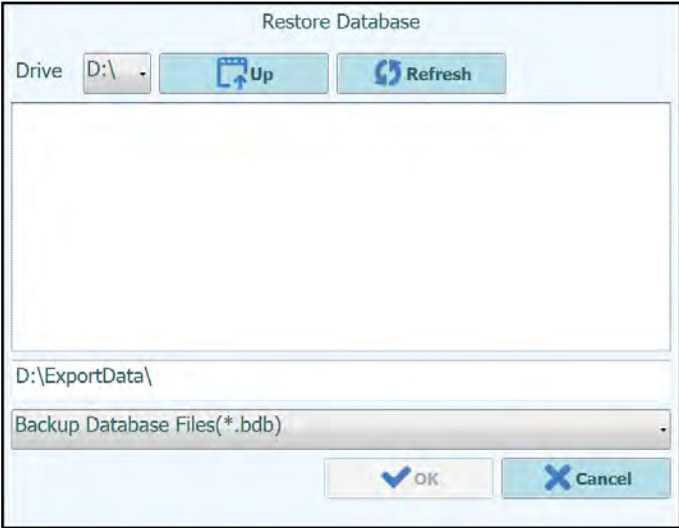 Restore Database
Drive D:\ Up Refresh
D:\ExportData\
Backup Database Files(*.bdb)
OK Cancel